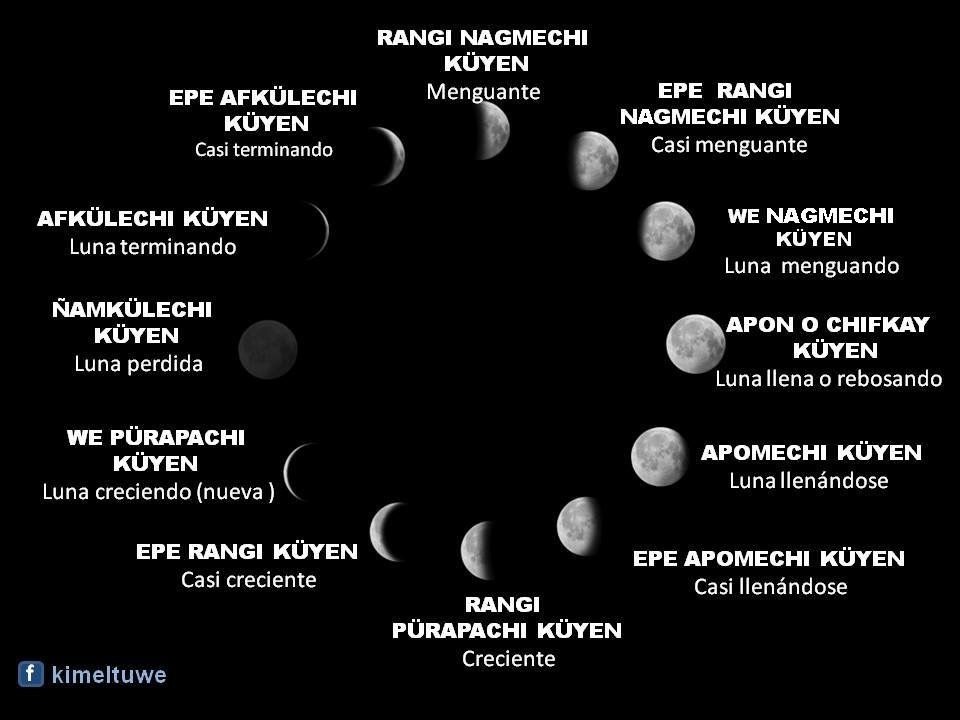 RANGI NAGMECHI
KÜYEN
Menguante
EPE RANGI
NAGMECHI KÜYEN
Casi menguante
WE NAGMECHI
KÜYEN
Luna menguando
APON O CHIFKAY
KÜYEN
Luna llena o rebosando
APOMECHI KÜYEN
Luna llenándose
EPE APOMECHI KÜYEN
Casi llenándose
RANGI
PÜRAPACHI KÜYEN
Creciente
EPE RANGI KÜYEN
Casi creciente
WE PÜRAPACHI
KÜYEN
Luna creciendo (nueva )
ÑAMKÜLECHI
KÜYEN
Luna perdida
AFKÜLECHI KÜYEN
Luna terminando
EPE AFKÜLECHI
KÜYEN
Casi terminando
f kimeltuwe